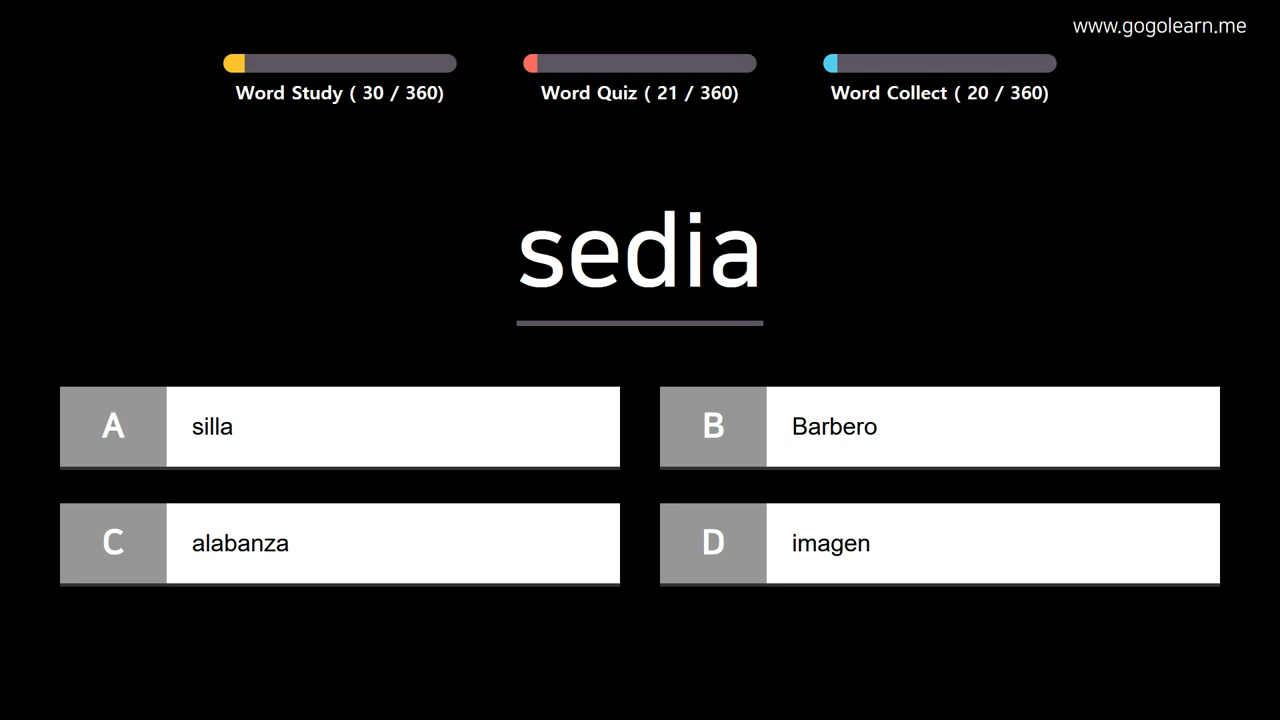 www.gogolearn.me
Word Study ( 30 / 360)
Word Quiz ( 21 / 360)
Word Collect ( 20 / 360)
sedia
A silla
B Barbero
C alabanza
D imagen